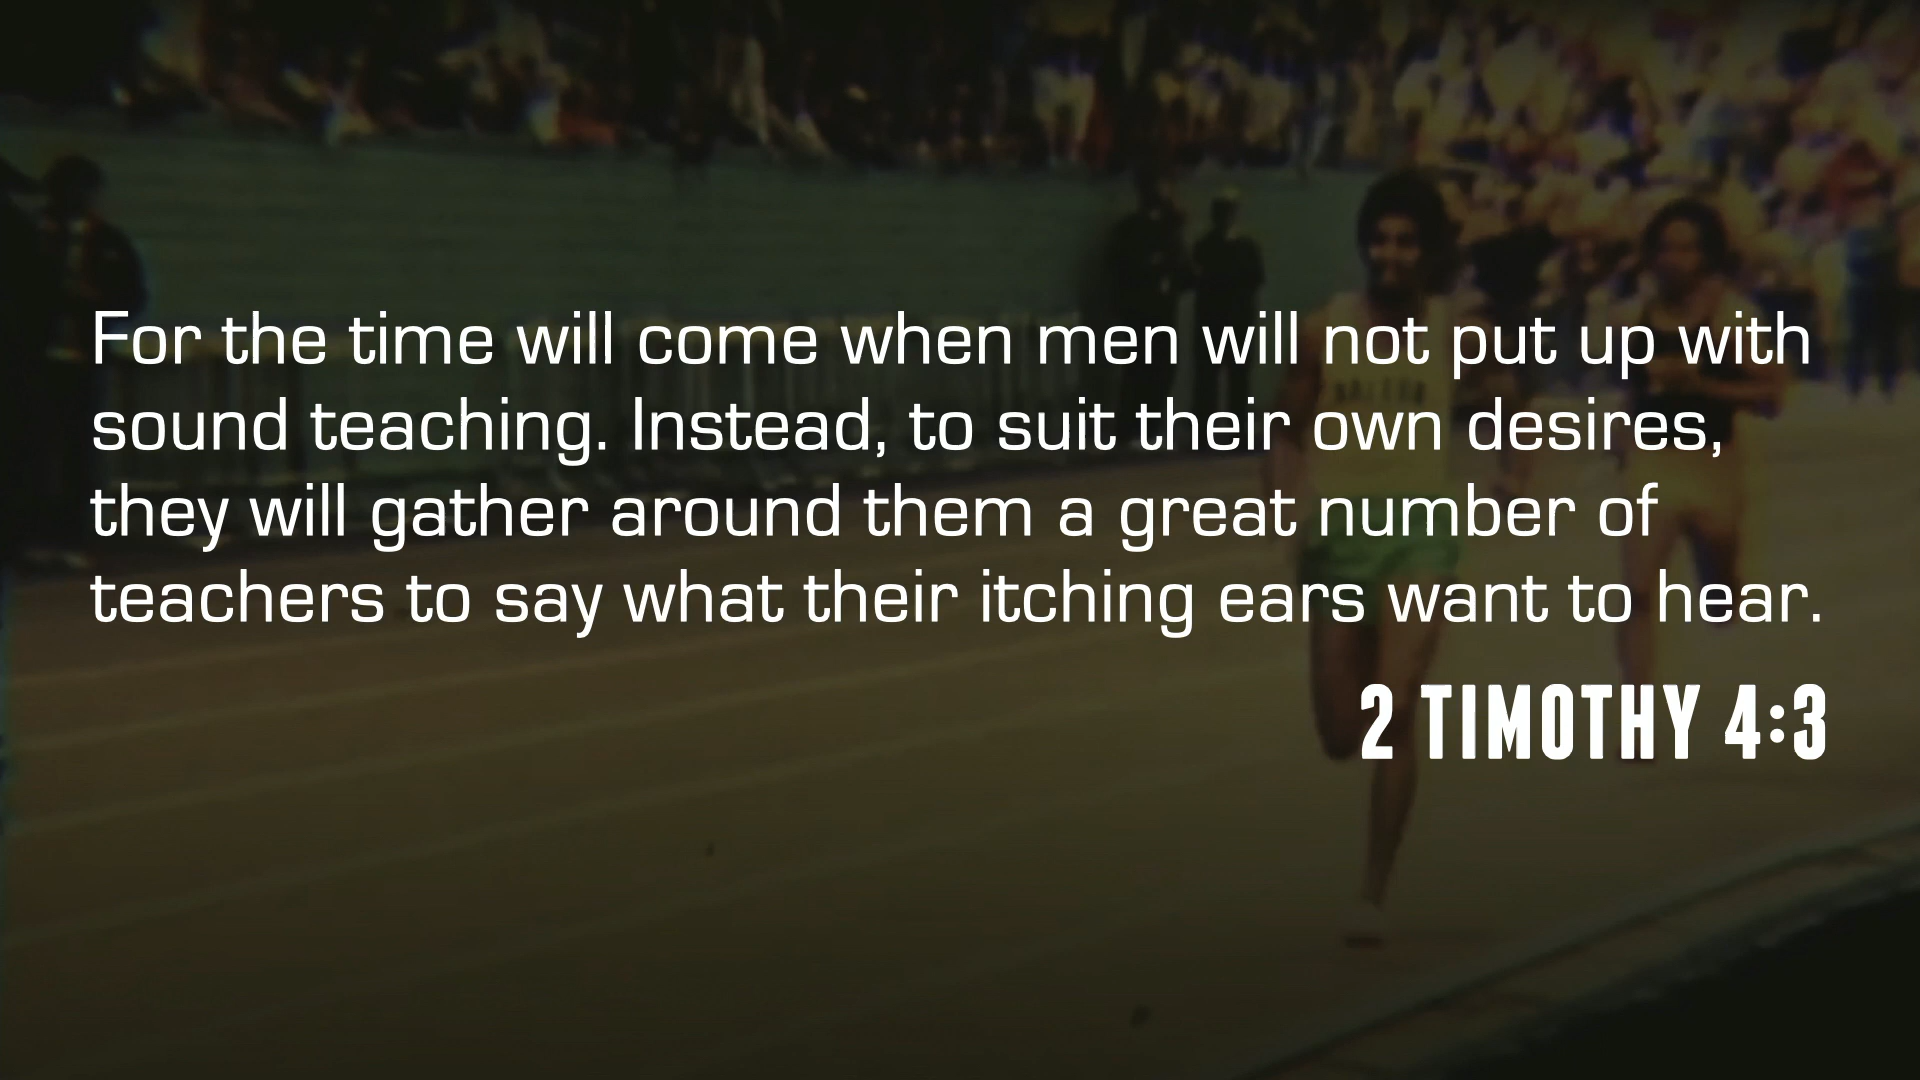 For the time will come when men will not put up with
sound teaching. Instead, to suit their own desires,
they will gather around them a great number of
teachers to say what their itching ears want to hear.
2 TIMOTHY 4:3